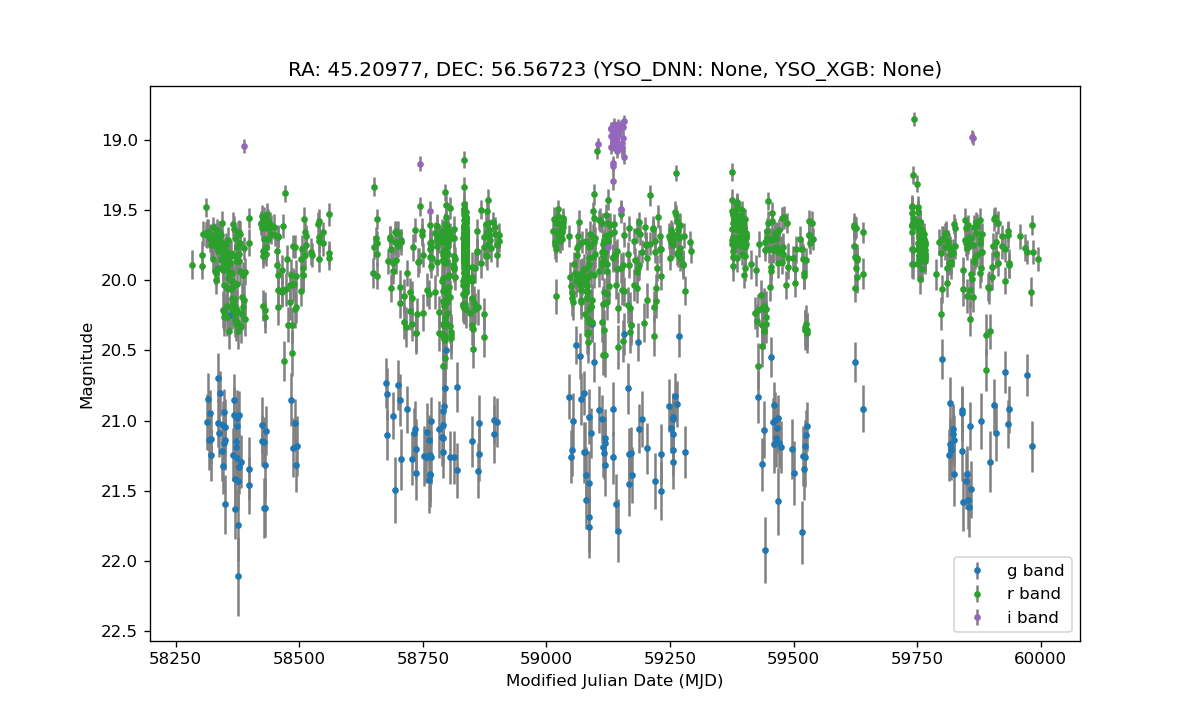 RA: 45.20977, DEC: 56.56723 (YSO_DNN: None, YSO_XGB: None)
Magnitude
19.0
19.5
20.0
20.5
21.0
21.5
22.0
22.5
g band
r band
i band
58250 58500 58750 59000 59250 59500 59750 60000
Modified Julian Date (MJD)